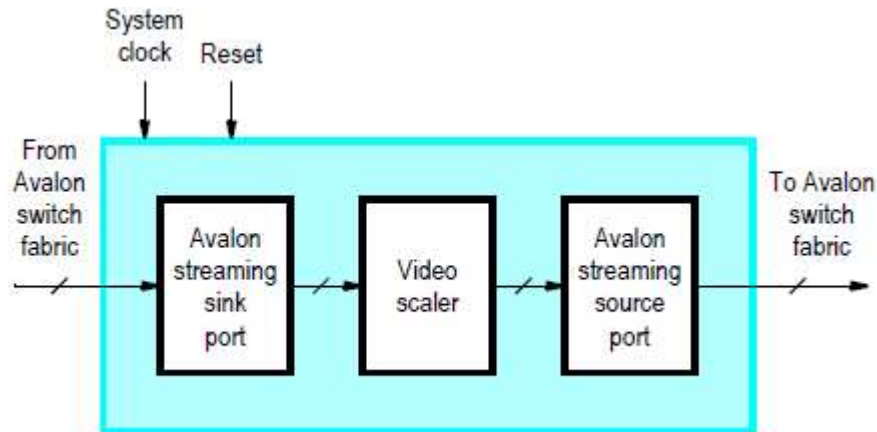 System
clock
Reset
From
Avalon
switch
fabric
Avalon
streaming
sink
port
Video
scaler
Avalon
streaming
source
port
To Avalon
switch
fabric